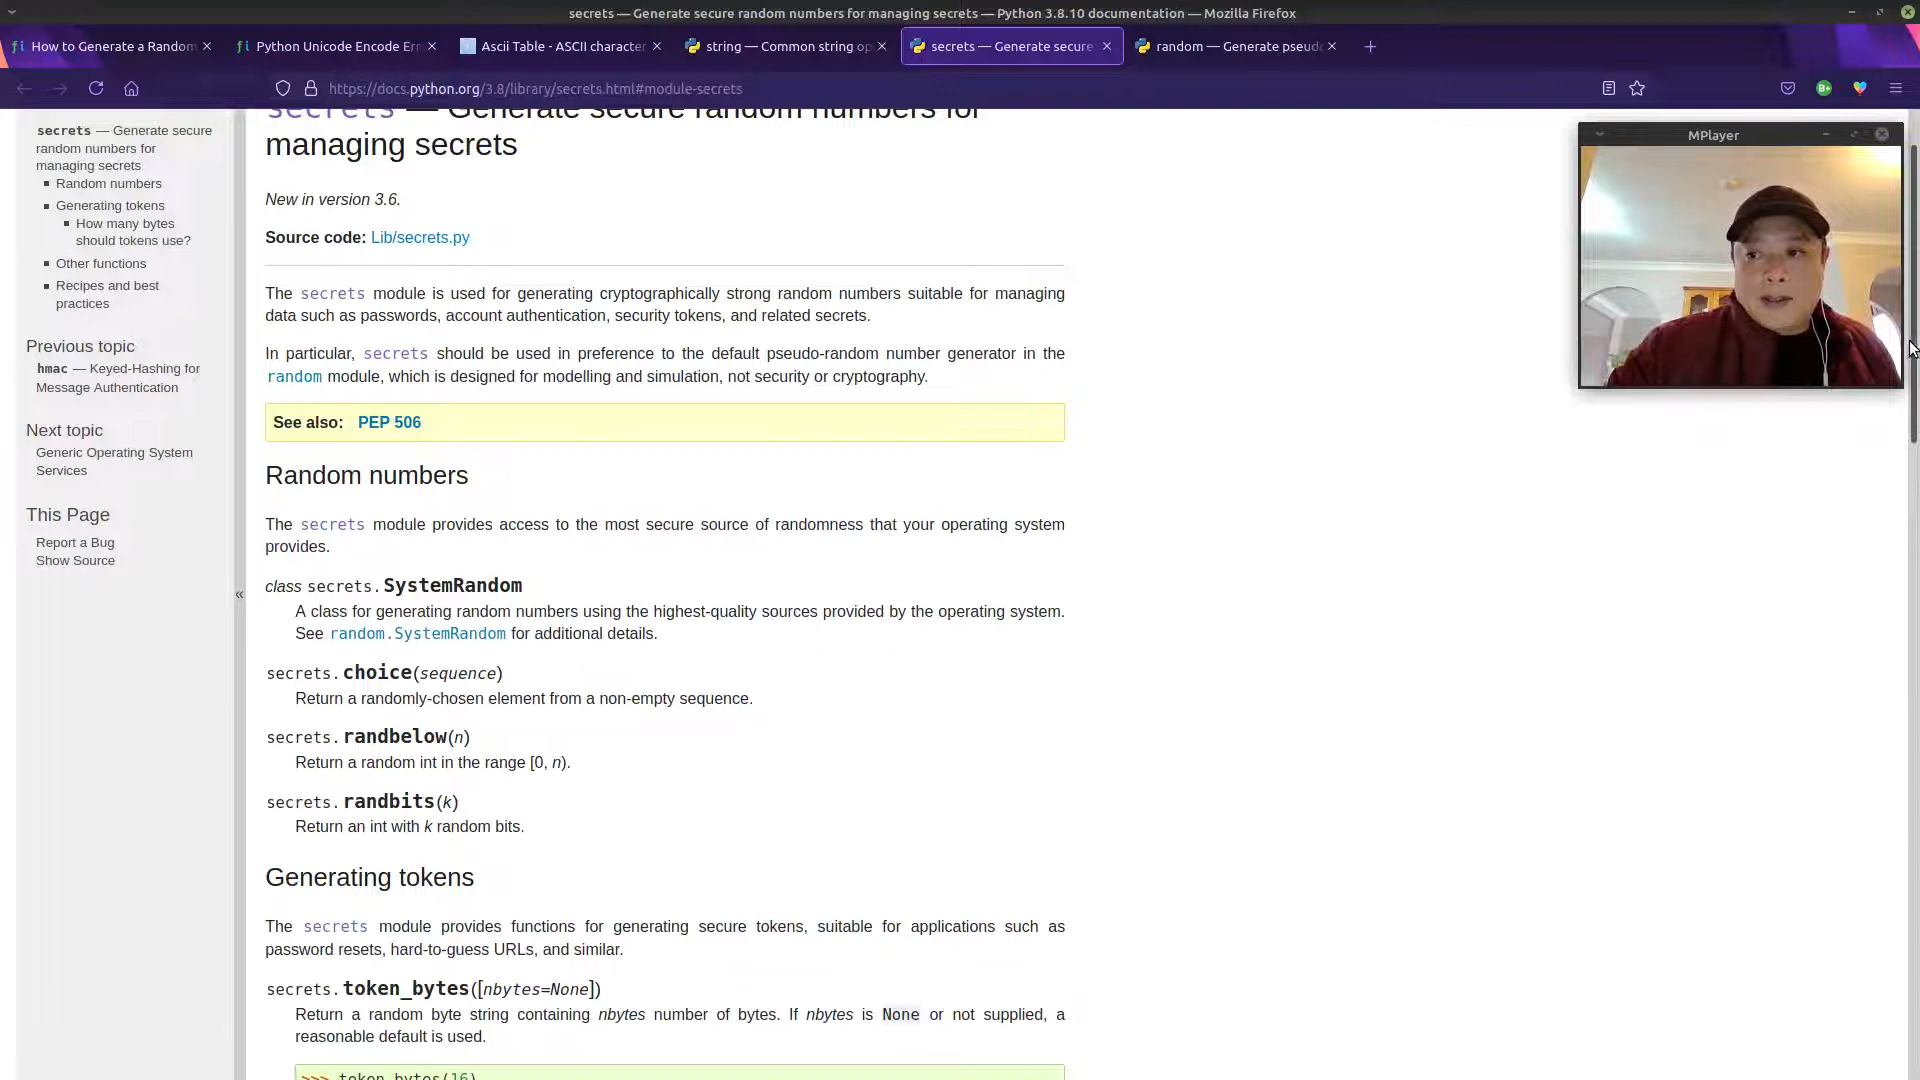 secrets — Generate secure random numbers for managing secrets — Python 3.8.10 documentation — Mozilla Firefox
How to Generate a Random
Python Unicode Encode Err
Ascii Table - ASCII character
string — Common string op
secrets — Generate secure
random — Generate pseud
https://docs.python.org/3.8/library/secrets.html#module-secrets
secrets — Generate secure
random numbers for
managing secrets
Random numbers
Generating tokens
How many bytes
should tokens use?
Other functions
Recipes and best
practices
Previous topic
hmac — Keyed-Hashing for
Message Authentication
Next topic
Generic Operating System
Services
This Page
Report a Bug
Show Source
«
secrets — Generate secure random numbers for
managing secrets
New in version 3.6.
Source code: Lib/secrets.py
The secrets module is used for generating cryptographically strong random numbers suitable for managing
data such as passwords, account authentication, security tokens, and related secrets.
In particular, secrets should be used in preference to the default pseudo-random number generator in the
random module, which is designed for modelling and simulation, not security or cryptography.
See also: PEP 506
Random numbers
The secrets module provides access to the most secure source of randomness that your operating system
provides.
class secrets.SystemRandom
A class for generating random numbers using the highest-quality sources provided by the operating system.
See random.SystemRandom for additional details.
secrets.choice(sequence)
Return a randomly-chosen element from a non-empty sequence.
secrets.randbelow(n)
Return a random int in the range [0, n).
secrets.randbits(k)
Return an int with k random bits.
Generating tokens
The secrets module provides functions for generating secure tokens, suitable for applications such as
password resets, hard-to-guess URLs, and similar.
secrets.token_bytes([nbytes=None])
Return a random byte string containing nbytes number of bytes. If nbytes is None or not supplied, a
reasonable default is used.
>>> token_bytes(16)
MPlayer